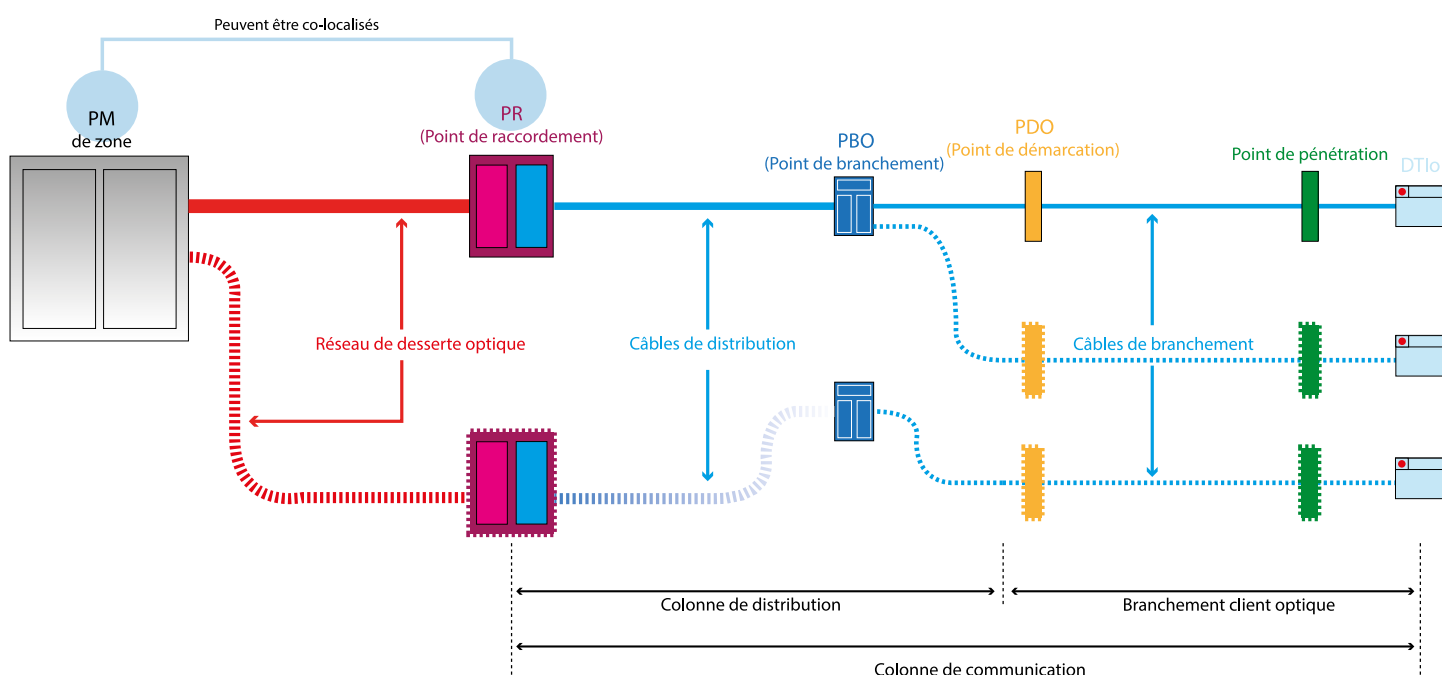 Peuvent être co-localisés
PM
de zone
PR
(Point de raccordement)
PBO
(Point de branchement)
PDO
(Point de démarcation)
Point de pénétration
DTIo
Réseau de desserte optique
Câbles de distribution
Câbles de branchement
Colonne de distribution
Branchement client optique
Colonne de communication